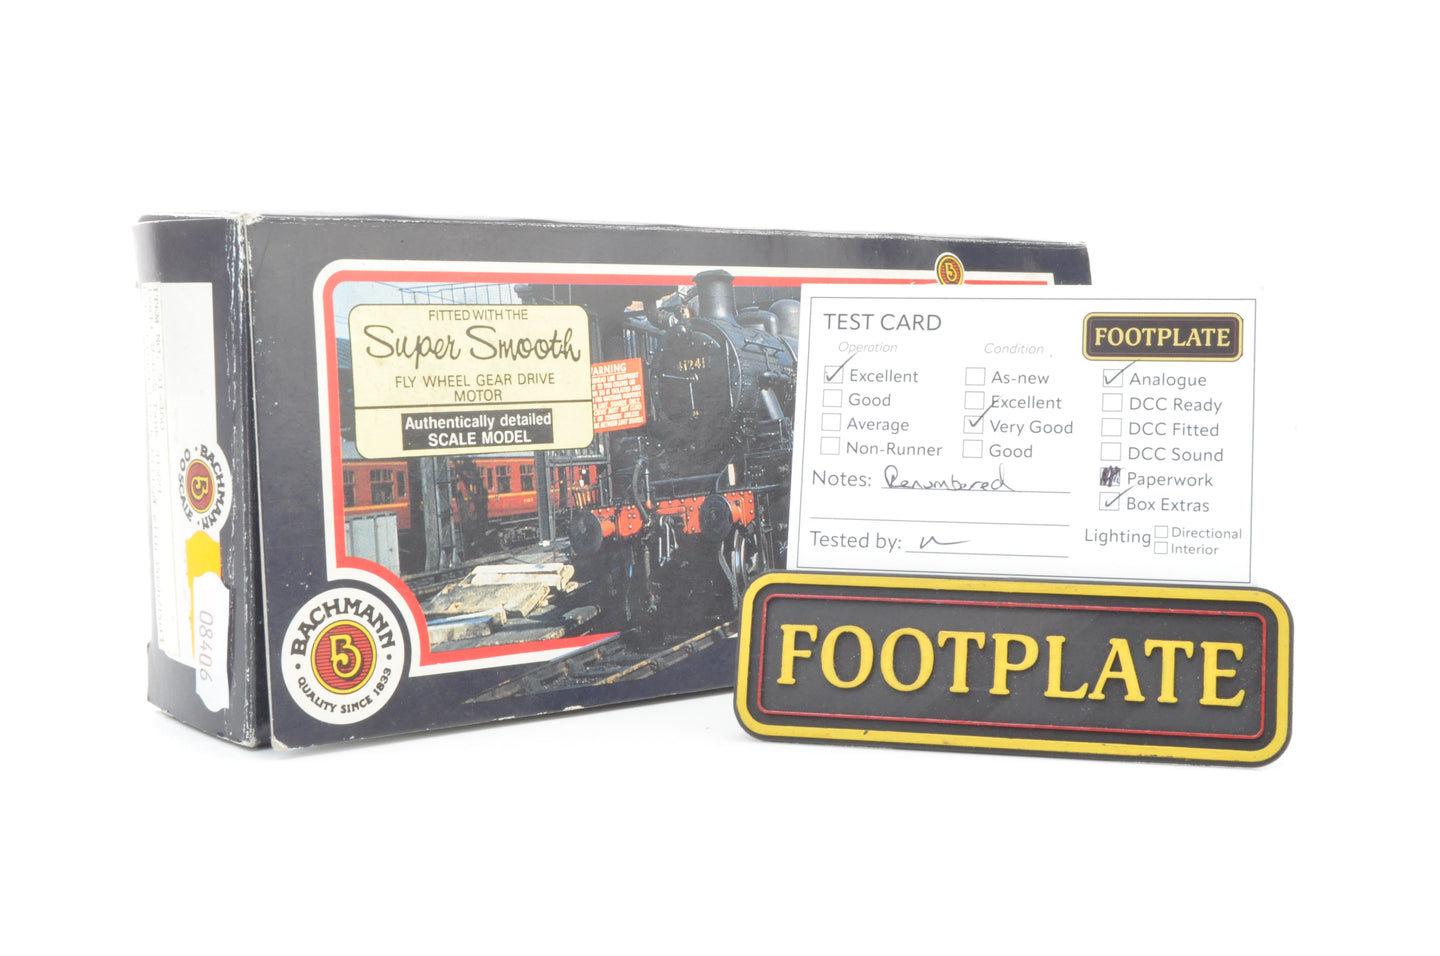 FITTED WITH THE
Super Smooth
FLY WHEEL GEAR DRIVE
MOTOR
Authentically detailed
SCALE MODEL
WARNING
41241
BACHMANN
B
QUALITY SINCE 1833
BACHMANN
B
OO SCALE
08406
B
TEST CARD
FOOTPLATE
Operation
Condition
Excellent
As-new
Analogue
Good
Excellent
DCC Ready
Average
Very Good
DCC Fitted
Non-Runner
Good
DCC Sound
Notes: Renumbered
Paperwork
Box Extras
Tested by:
Lighting
Directional
Interior
FOOTPLATE